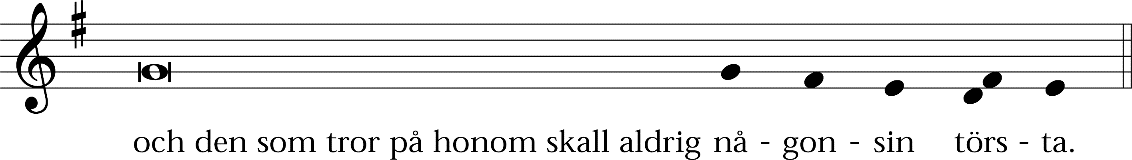 och den som tror på honom skall aldrig nå - gon - sin törs - ta.